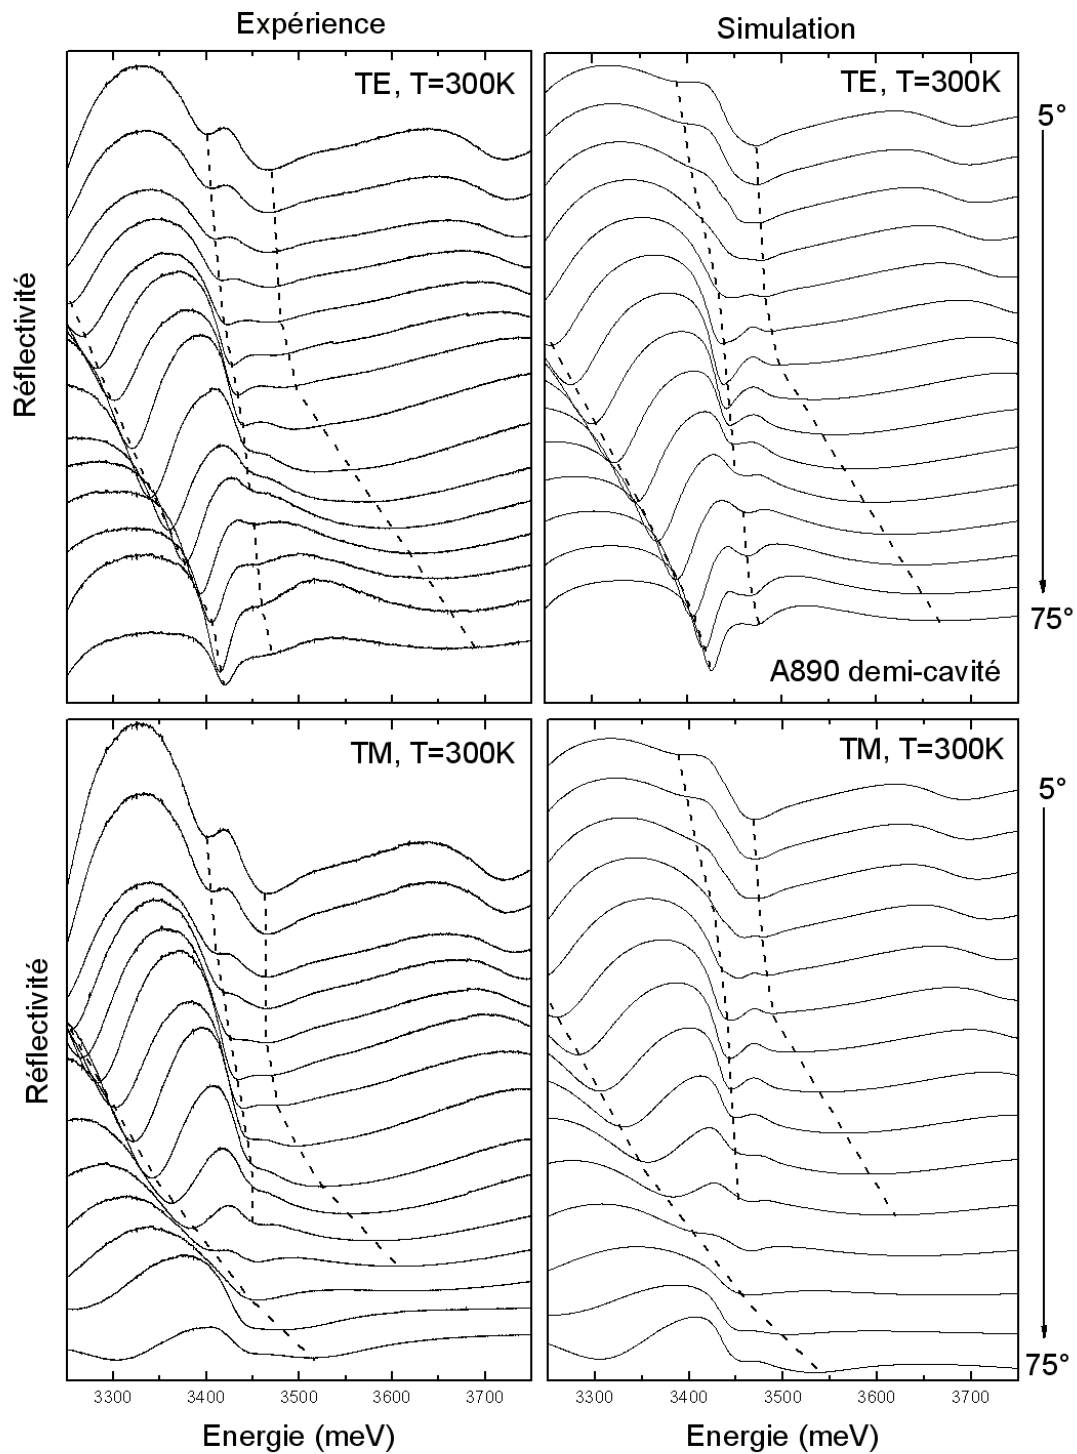 Expérience
Simulation
TE, T=300K
TE, T=300K
5°
Réflectivité
75°
A890 demi-cavité
TM, T=300K
TM, T=300K
5°
Réflectivité
75°
3300 3400 3500 3600 3700
3300 3400 3500 3600 3700
Energie (meV)
Energie (meV)